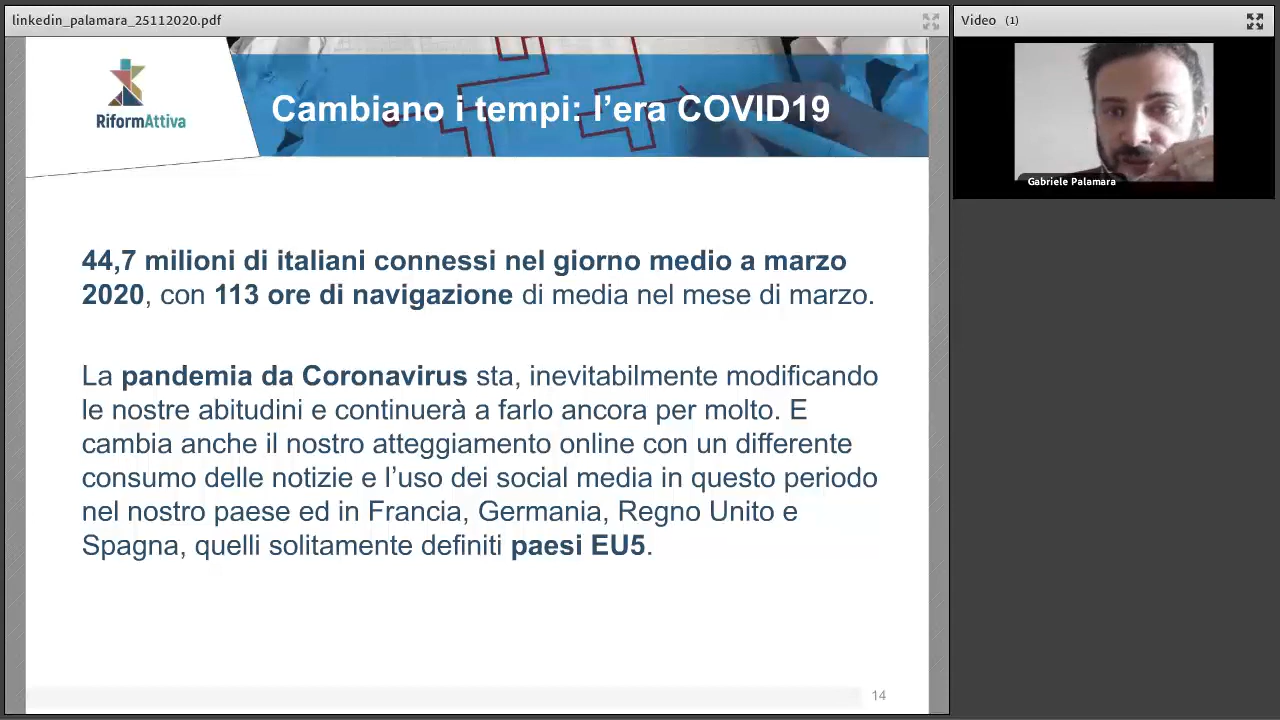 linkedin_palamara_25112020.pdf
Video (1)
RiformAttiva
Cambiano i tempi: l’era COVID19
Gabriele Palamara
44,7 milioni di italiani connessi nel giorno medio a marzo
2020, con 113 ore di navigazione di media nel mese di marzo.
La pandemia da Coronavirus sta, inevitabilmente modificando
le nostre abitudini e continuerà a farlo ancora per molto. E
cambia anche il nostro atteggiamento online con un differente
consumo delle notizie e l’uso dei social media in questo periodo
nel nostro paese ed in Francia, Germania, Regno Unito e
Spagna, quelli solitamente definiti paesi EU5.
14